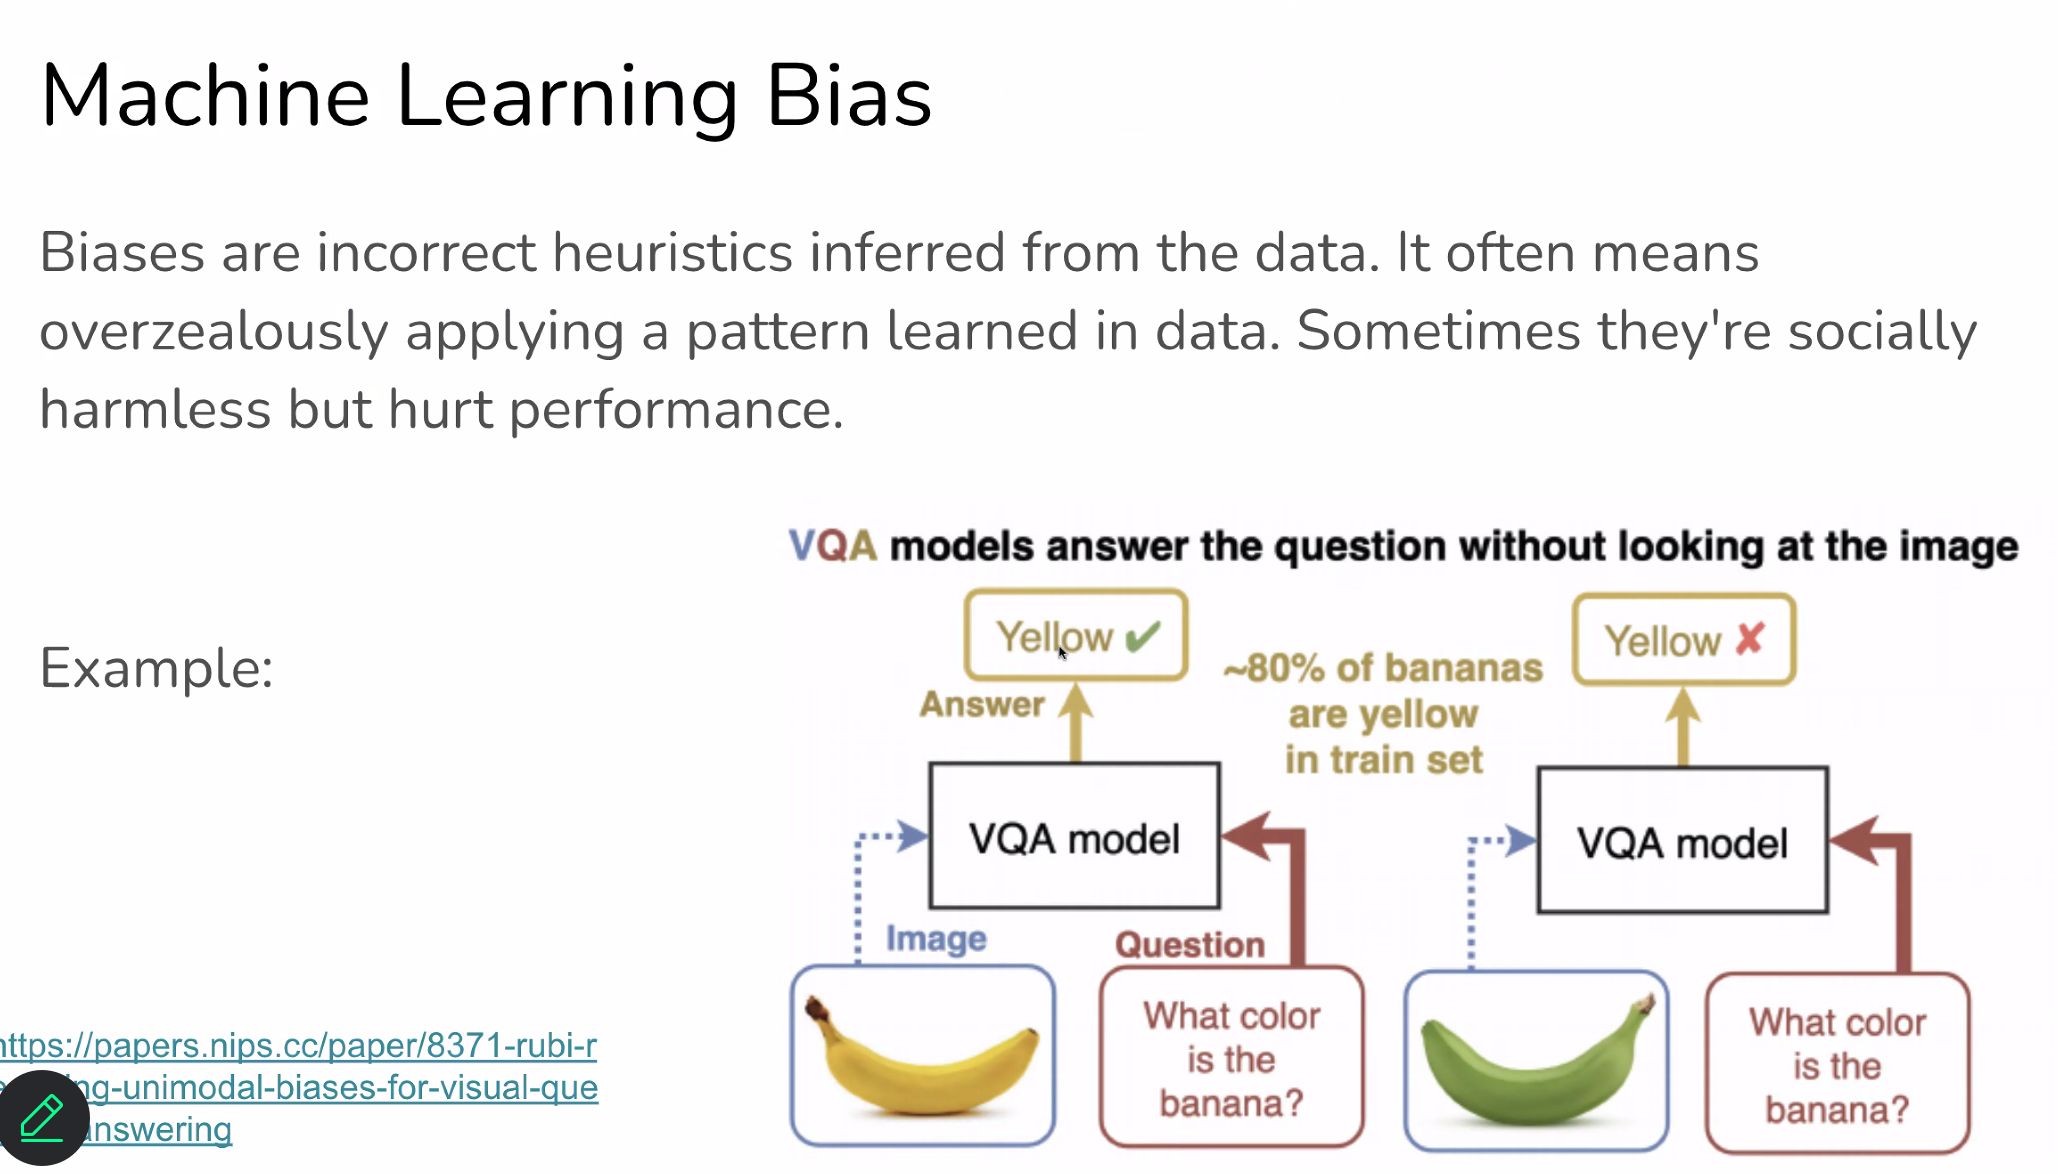 Machine Learning Bias
Biases are incorrect heuristics inferred from the data. It often means
overzealously applying a pattern learned in data. Sometimes they're socially
harmless but hurt performance.
Example:
VQA models answer the question without looking at the image
Yellow ✔
Answer
~80% of bananas
are yellow
in train set
Yellow ✘
VQA model
VQA model
Image
Question
What color
is the
banana?
What color
is the
banana?
https://papers.nips.cc/paper/8371-rubi-r
ng-unimodal-biases-for-visual-que
answering